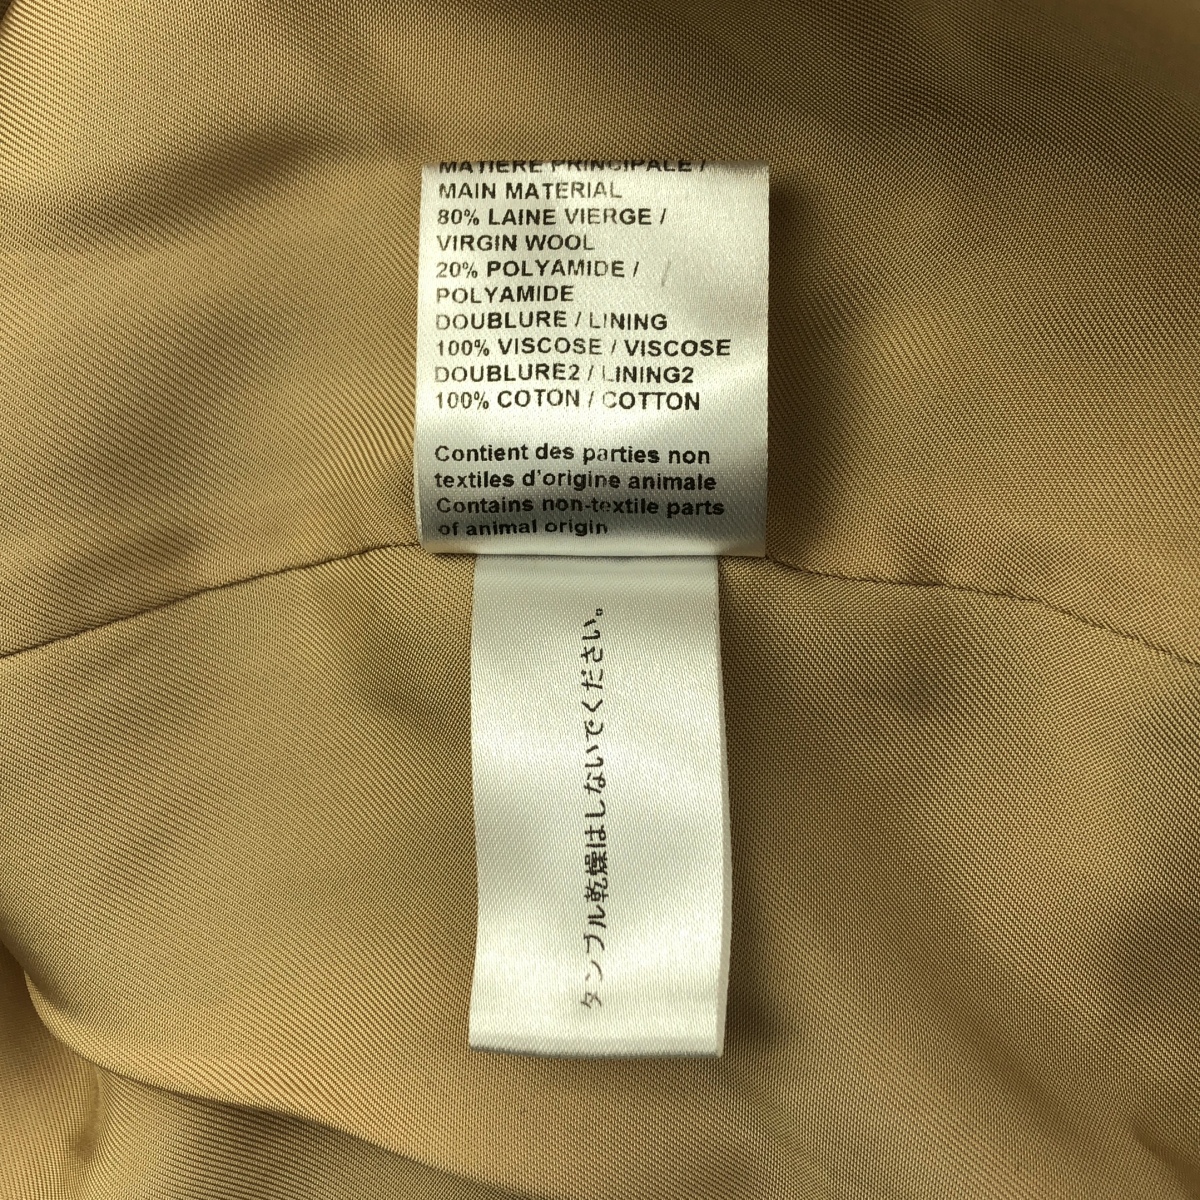 MATIERE PRINCIPALE /
MAIN MATERIAL
80% LAINE VIERGE /
VIRGIN WOOL
20% POLYAMIDE /
POLYAMIDE
DOUBLURE / LINING
100% VISCOSE / VISCOSE
DOUBLURE2 / LINING2
100% COTON / COTTON
Contient des parties non
textiles d'origine animale
Contains non-textile parts
of animal origin
タンブル乾燥はしないでください。